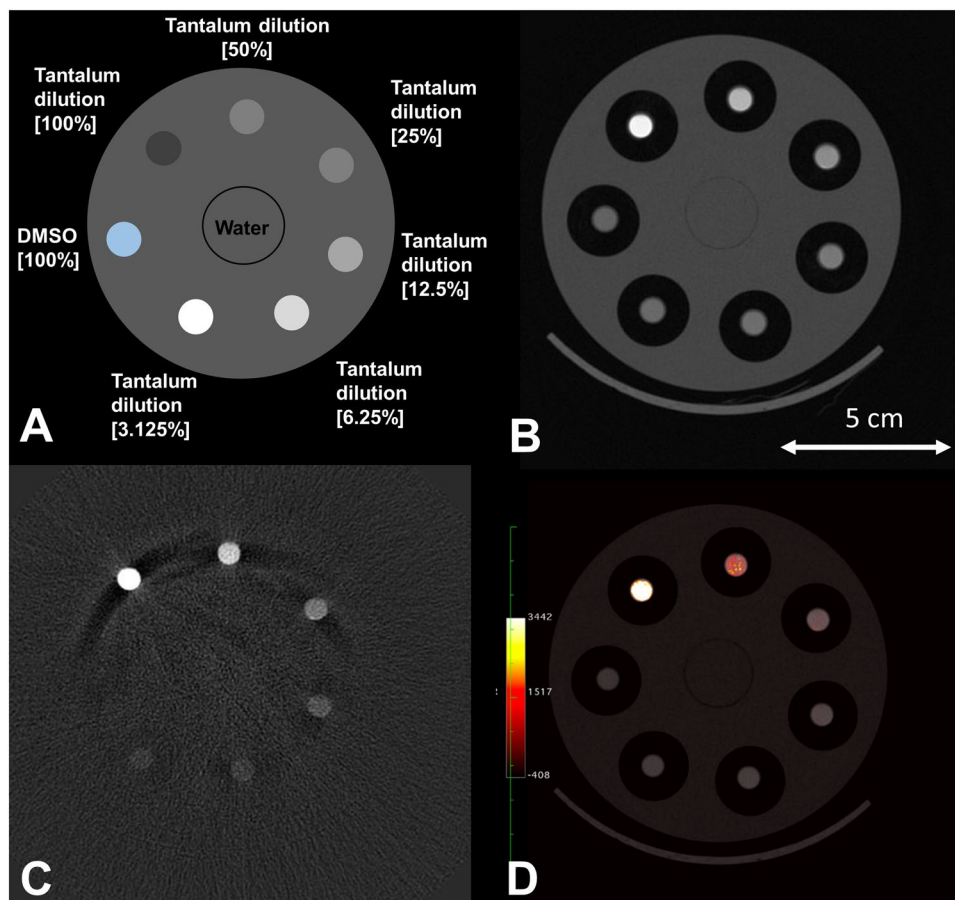 Tantalum dilution
[50%]
Tantalum
dilution
[100%]
Tantalum
dilution
[25%]
DMSO
[100%]
Water
Tantalum
dilution
[12.5%]
Tantalum
dilution
[3.125%]
Tantalum
dilution
[6.25%]
A
5 cm
B
C
3442
1517
-408
D